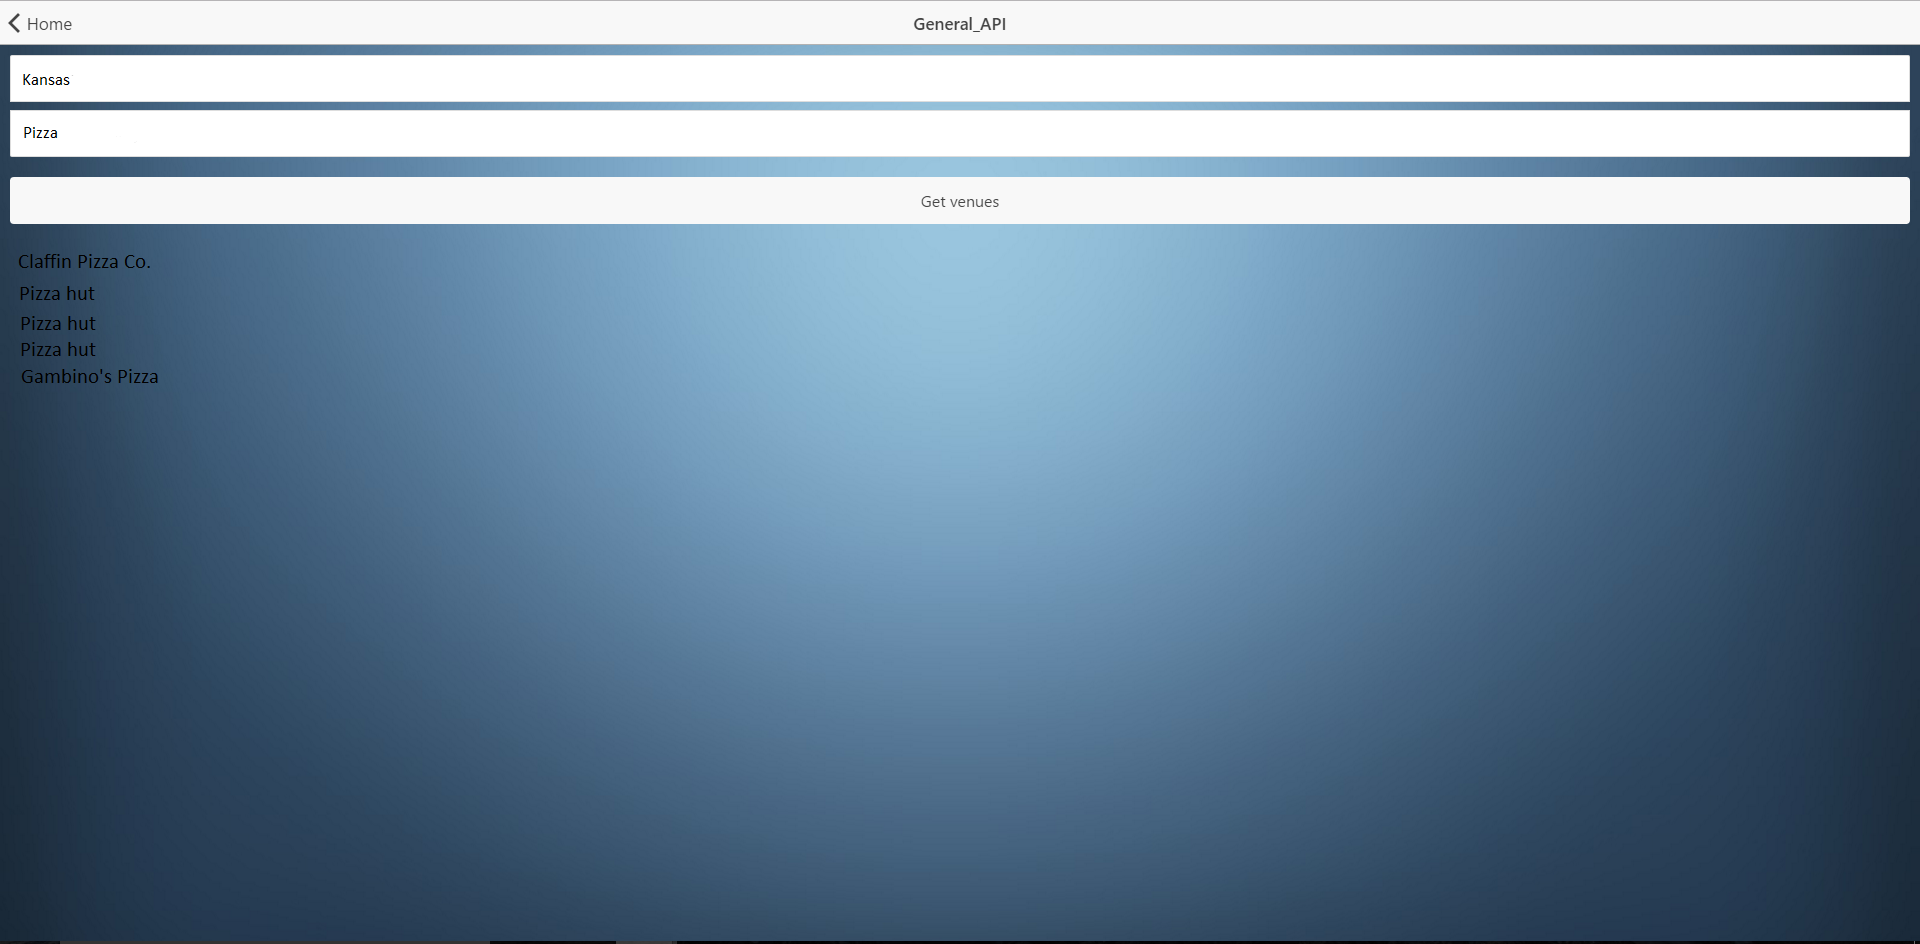 Home
General_API
Kansas
Pizza
Get venues
Claffin Pizza Co.
Pizza hut
Pizza hut
Pizza hut
Gambino's Pizza